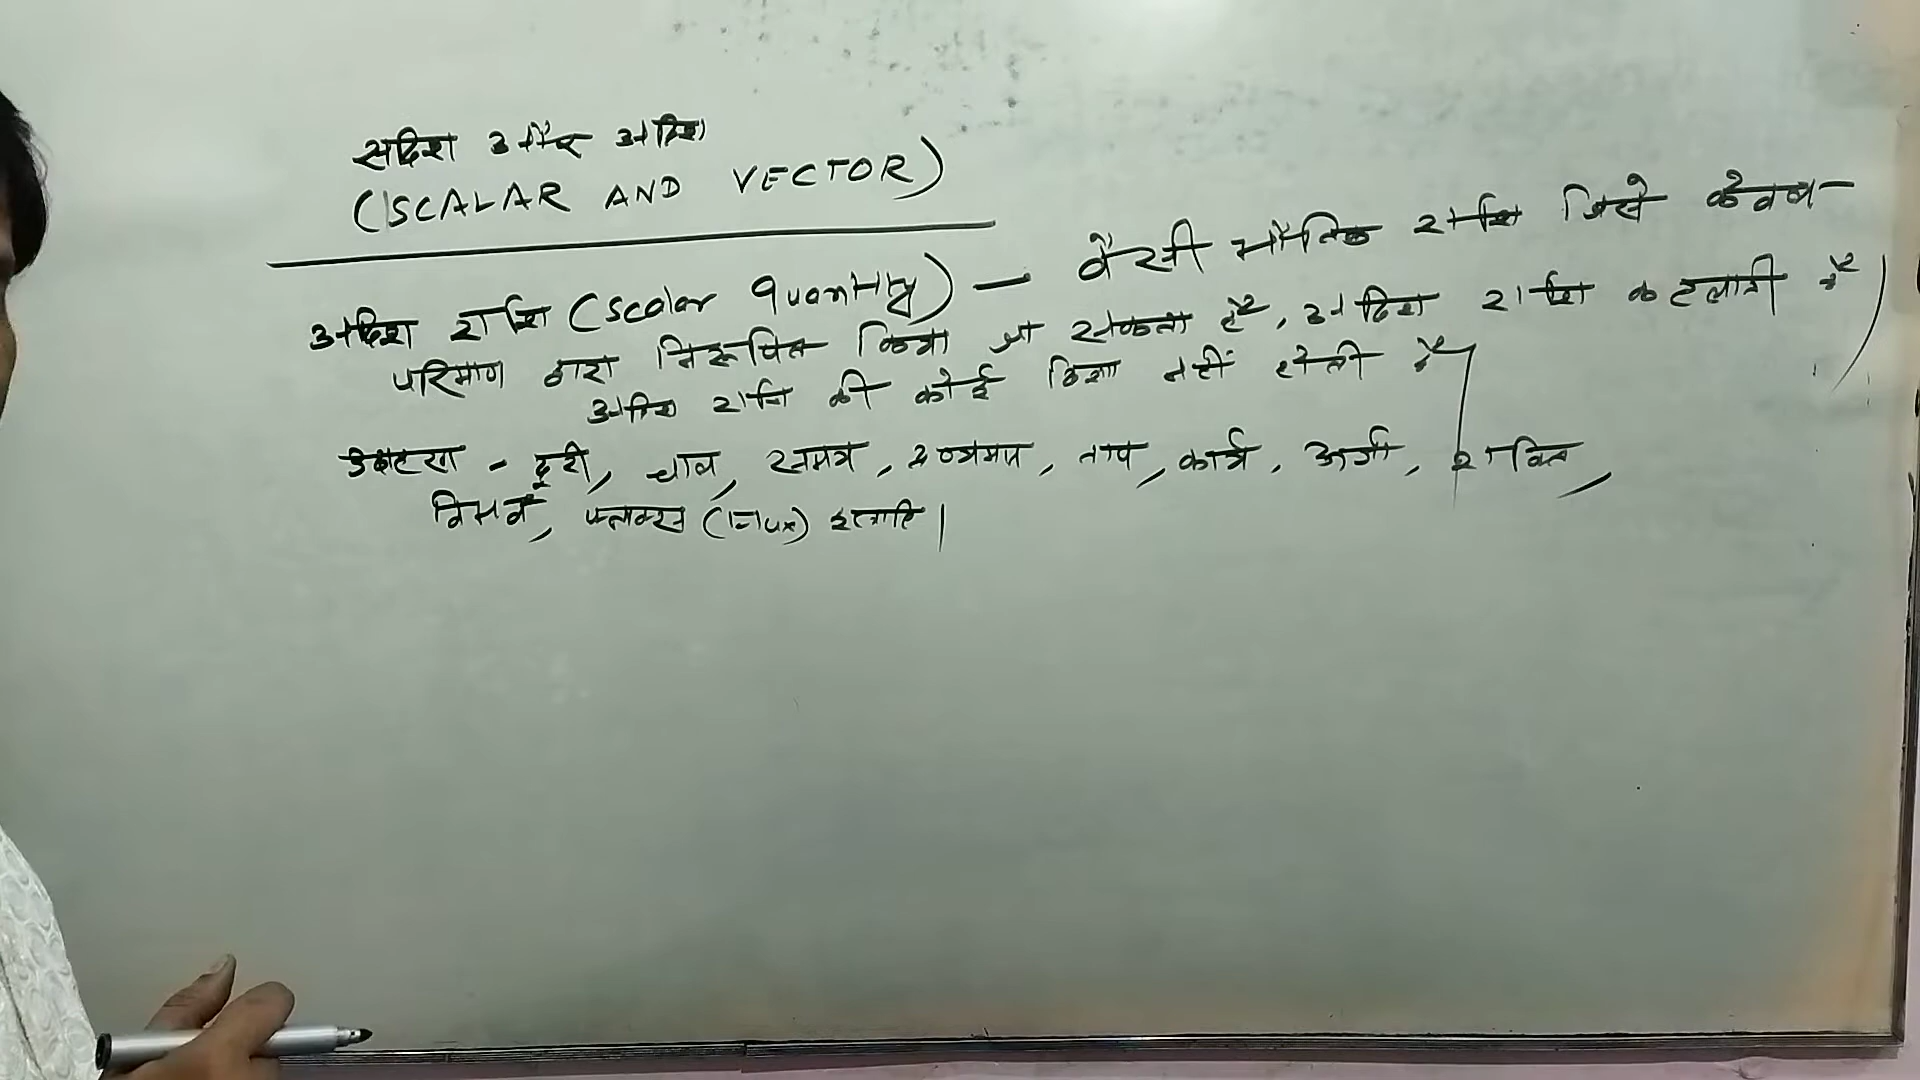 सदिश और अदिश
(SCALAR AND VECTOR)
अदिश राशि (Scalar Quantity) – वैसी भौतिक राशि जिसे केवल
परिमाण द्वारा निरूपित किया जा सकता है, अदिश राशि कहलाती है।
अदिश राशि की कोई दिशा नहीं होती है।
उदाहरण - दूरी, चाल, समय, द्रव्यमान, ताप, कार्य, ऊर्जा, शक्ति,
विभव, फ्लक्स (Flux) इत्यादि।